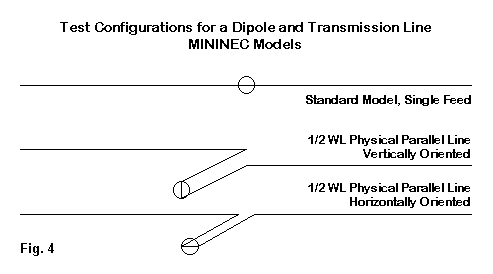 Test Configurations for a Dipole and Transmission Line
MININEC Models
Standard Model, Single Feed
1/2 WL Physical Parallel Line
Vertically Oriented
1/2 WL Physical Parallel Line
Horizontally Oriented
Fig. 4